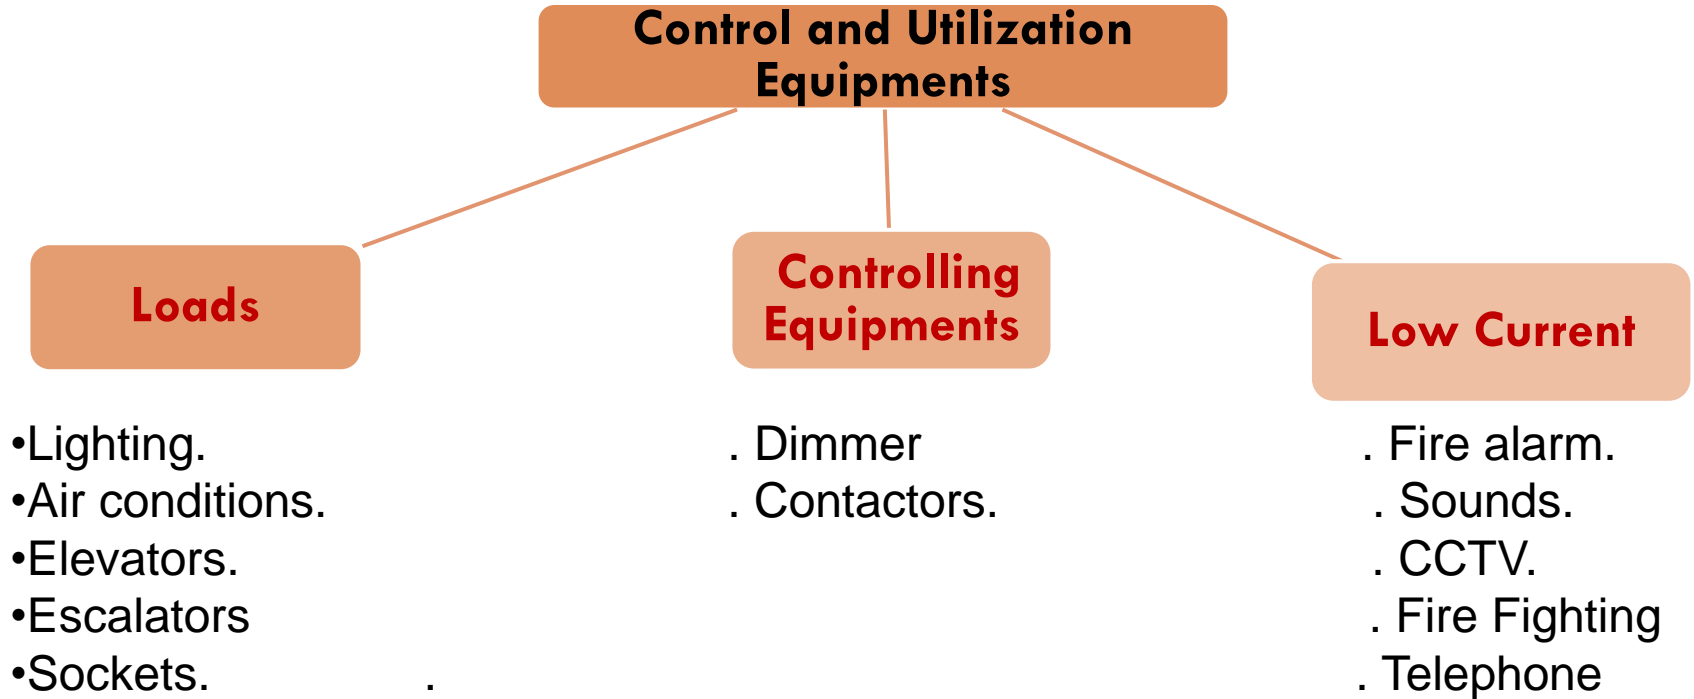 Control and Utilization
Equipments
Loads
Controlling
Equipments
Low Current
•Lighting.
•Air conditions.
•Elevators.
•Escalators
•Sockets. .
. Dimmer
. Contactors.
. Fire alarm.
. Sounds.
. CCTV.
. Fire Fighting
. Telephone